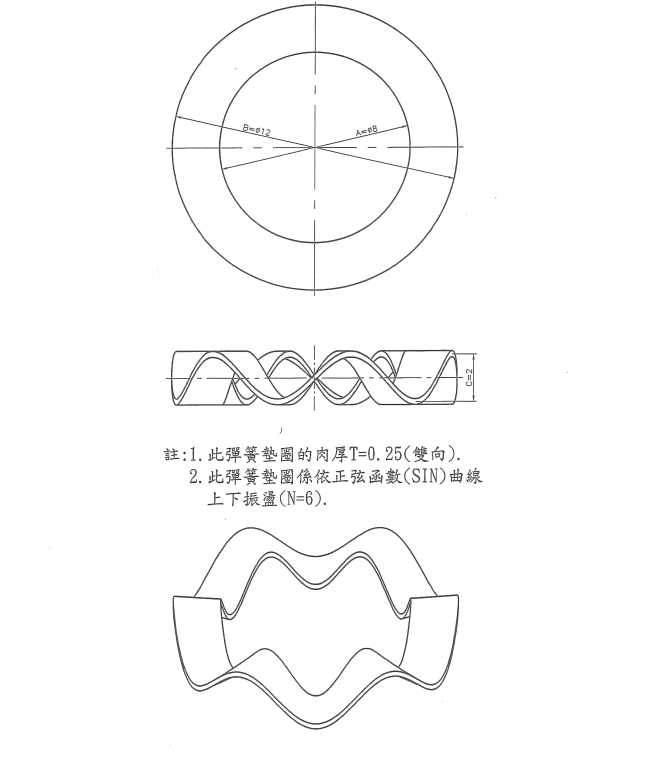 B=ø12
A=ø8
C=2
註:1.此彈簧墊圈的肉厚T=0.25(雙向).
2.此彈簧墊圈係依正弦函數(SIN)曲線
上下振盪(N=6).